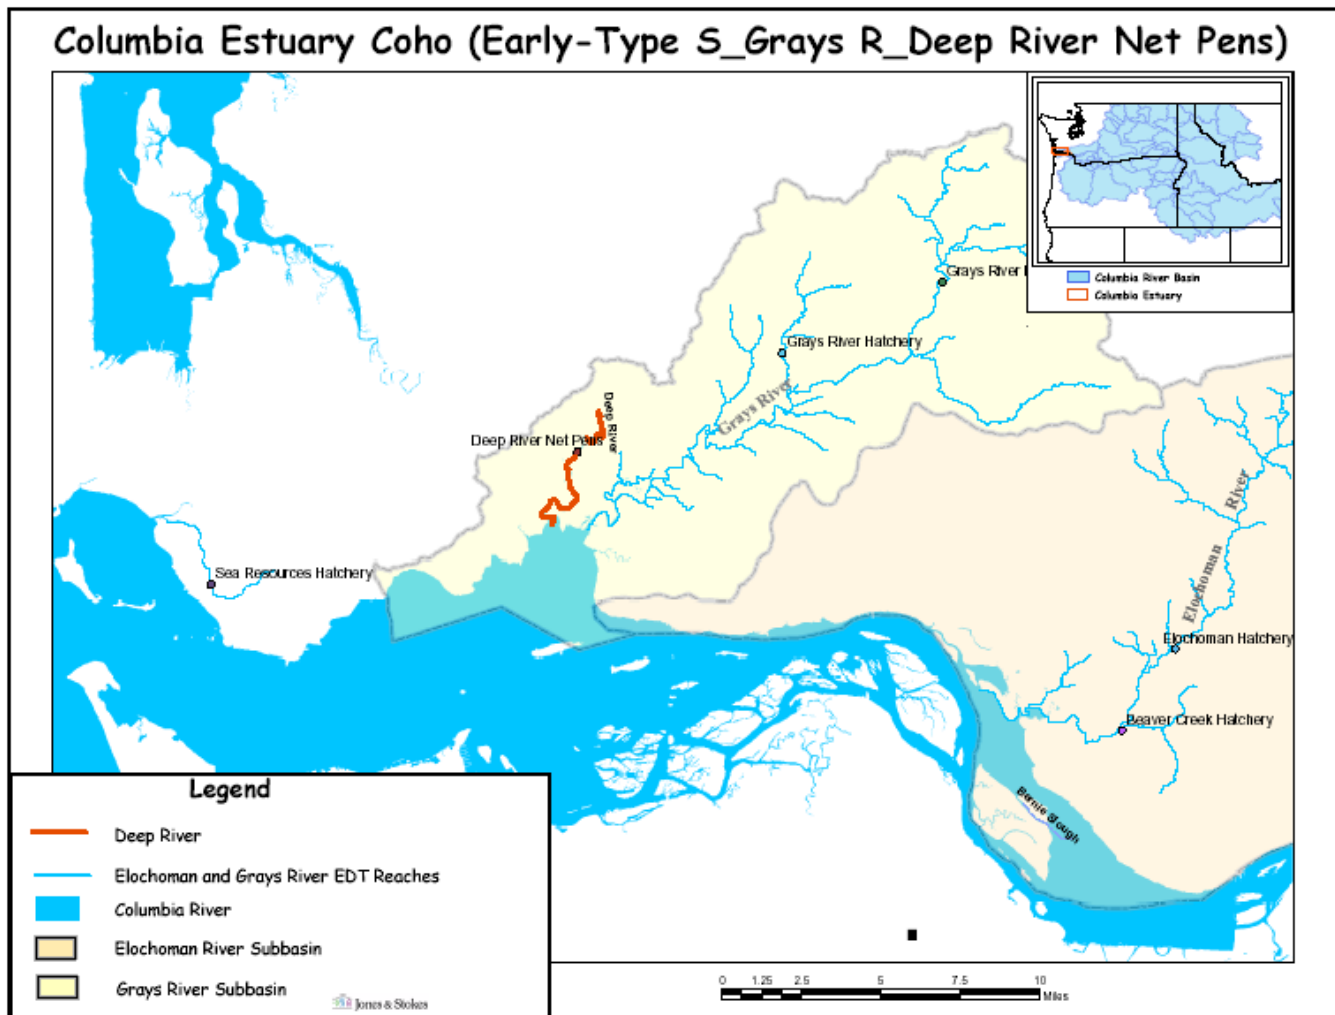 Columbia Estuary Coho (Early-Type S_Grays R_Deep River Net Pens)
Columbia River Basin
Columbia Estuary
Grays River
Grays River Hatchery
Grays River
Deep River
Deep River Net Pens
Sea Resources Hatchery
Elochoman River
Elochoman Hatchery
Beaver Creek Hatchery
Bernie Slough
Legend
Deep River
Elochoman and Grays River EDT Reaches
Columbia River
Elochoman River Subbasin
Grays River Subbasin
Jones & Stokes
0 1.25 2.5 5 7.5 10
Miles